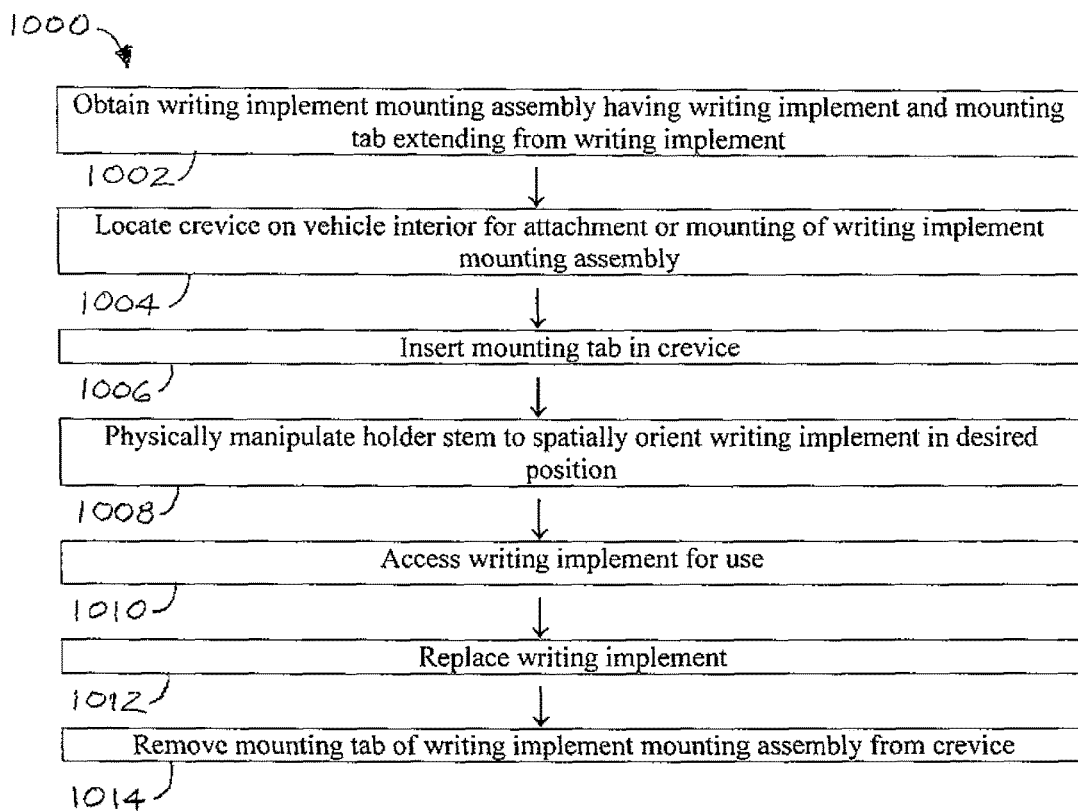 1000
Obtain writing implement mounting assembly having writing implement and mounting
tab extending from writing implement
1002
Locate crevice on vehicle interior for attachment or mounting of writing implement
mounting assembly
1004
Insert mounting tab in crevice
1006
Physically manipulate holder stem to spatially orient writing implement in desired
position
1008
Access writing implement for use
1010
Replace writing implement
1012
Remove mounting tab of writing implement mounting assembly from crevice
1014